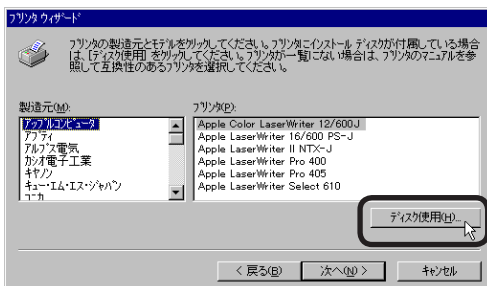 プリンタ ウィザード
プリンタの製造元とモデルをクリックしてください。プリンタにインストール ディスクが付属している場合
は、[ディスク使用] をクリックしてください。プリンタが一覧にない場合は、プリンタのマニュアルを参
照して互換性のあるプリンタを選択してください。
製造元(M):
アップルコンピュータ
アプティ
アルプス電気
カシオ電子工業
キヤノン
キュー・エム・エス・ジャパン
コニカ
プリンタ(P):
Apple Color LaserWriter 12/600J
Apple LaserWriter 16/600 PS-J
Apple LaserWriter II NTX-J
Apple LaserWriter Pro 400
Apple LaserWriter Pro 405
Apple LaserWriter Select 610
ディスク使用(H)...
< 戻る(B)
次へ(N) >
キャンセル